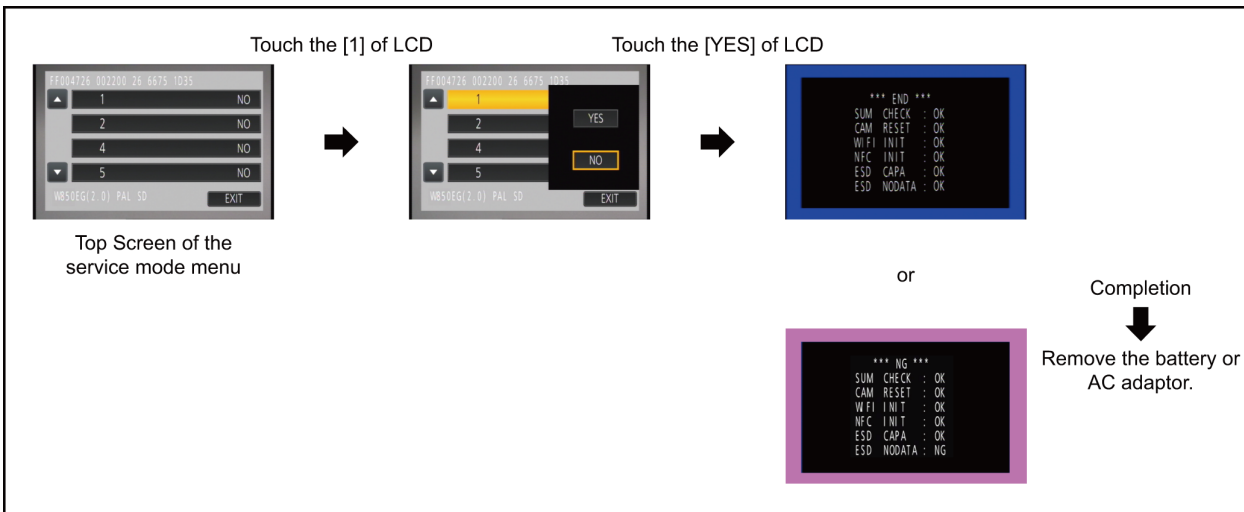 Touch the [1] of LCD
Touch the [YES] of LCD
FF004726 002200 26 6675 1D35
1 NO
2 NO
4 NO
5 NO
W850EG(2.0) PAL SD EXIT
Top Screen of the
service mode menu
FF004726 002200 26 6675 1D35
1
2
4
5
YES
NO
W850EG(2.0) PAL SD EXIT
*** END ***
SUM CHECK : OK
CAM RESET : OK
WIFI INIT : OK
NFC INIT : OK
ESD CAPA : OK
ESD NODATA : OK
or
*** NG ***
SUM CHECK : OK
CAM RESET : OK
WIFI INIT : OK
NFC INIT : OK
ESD CAPA : OK
ESD NODATA : NG
Completion
Remove the battery or
AC adaptor.